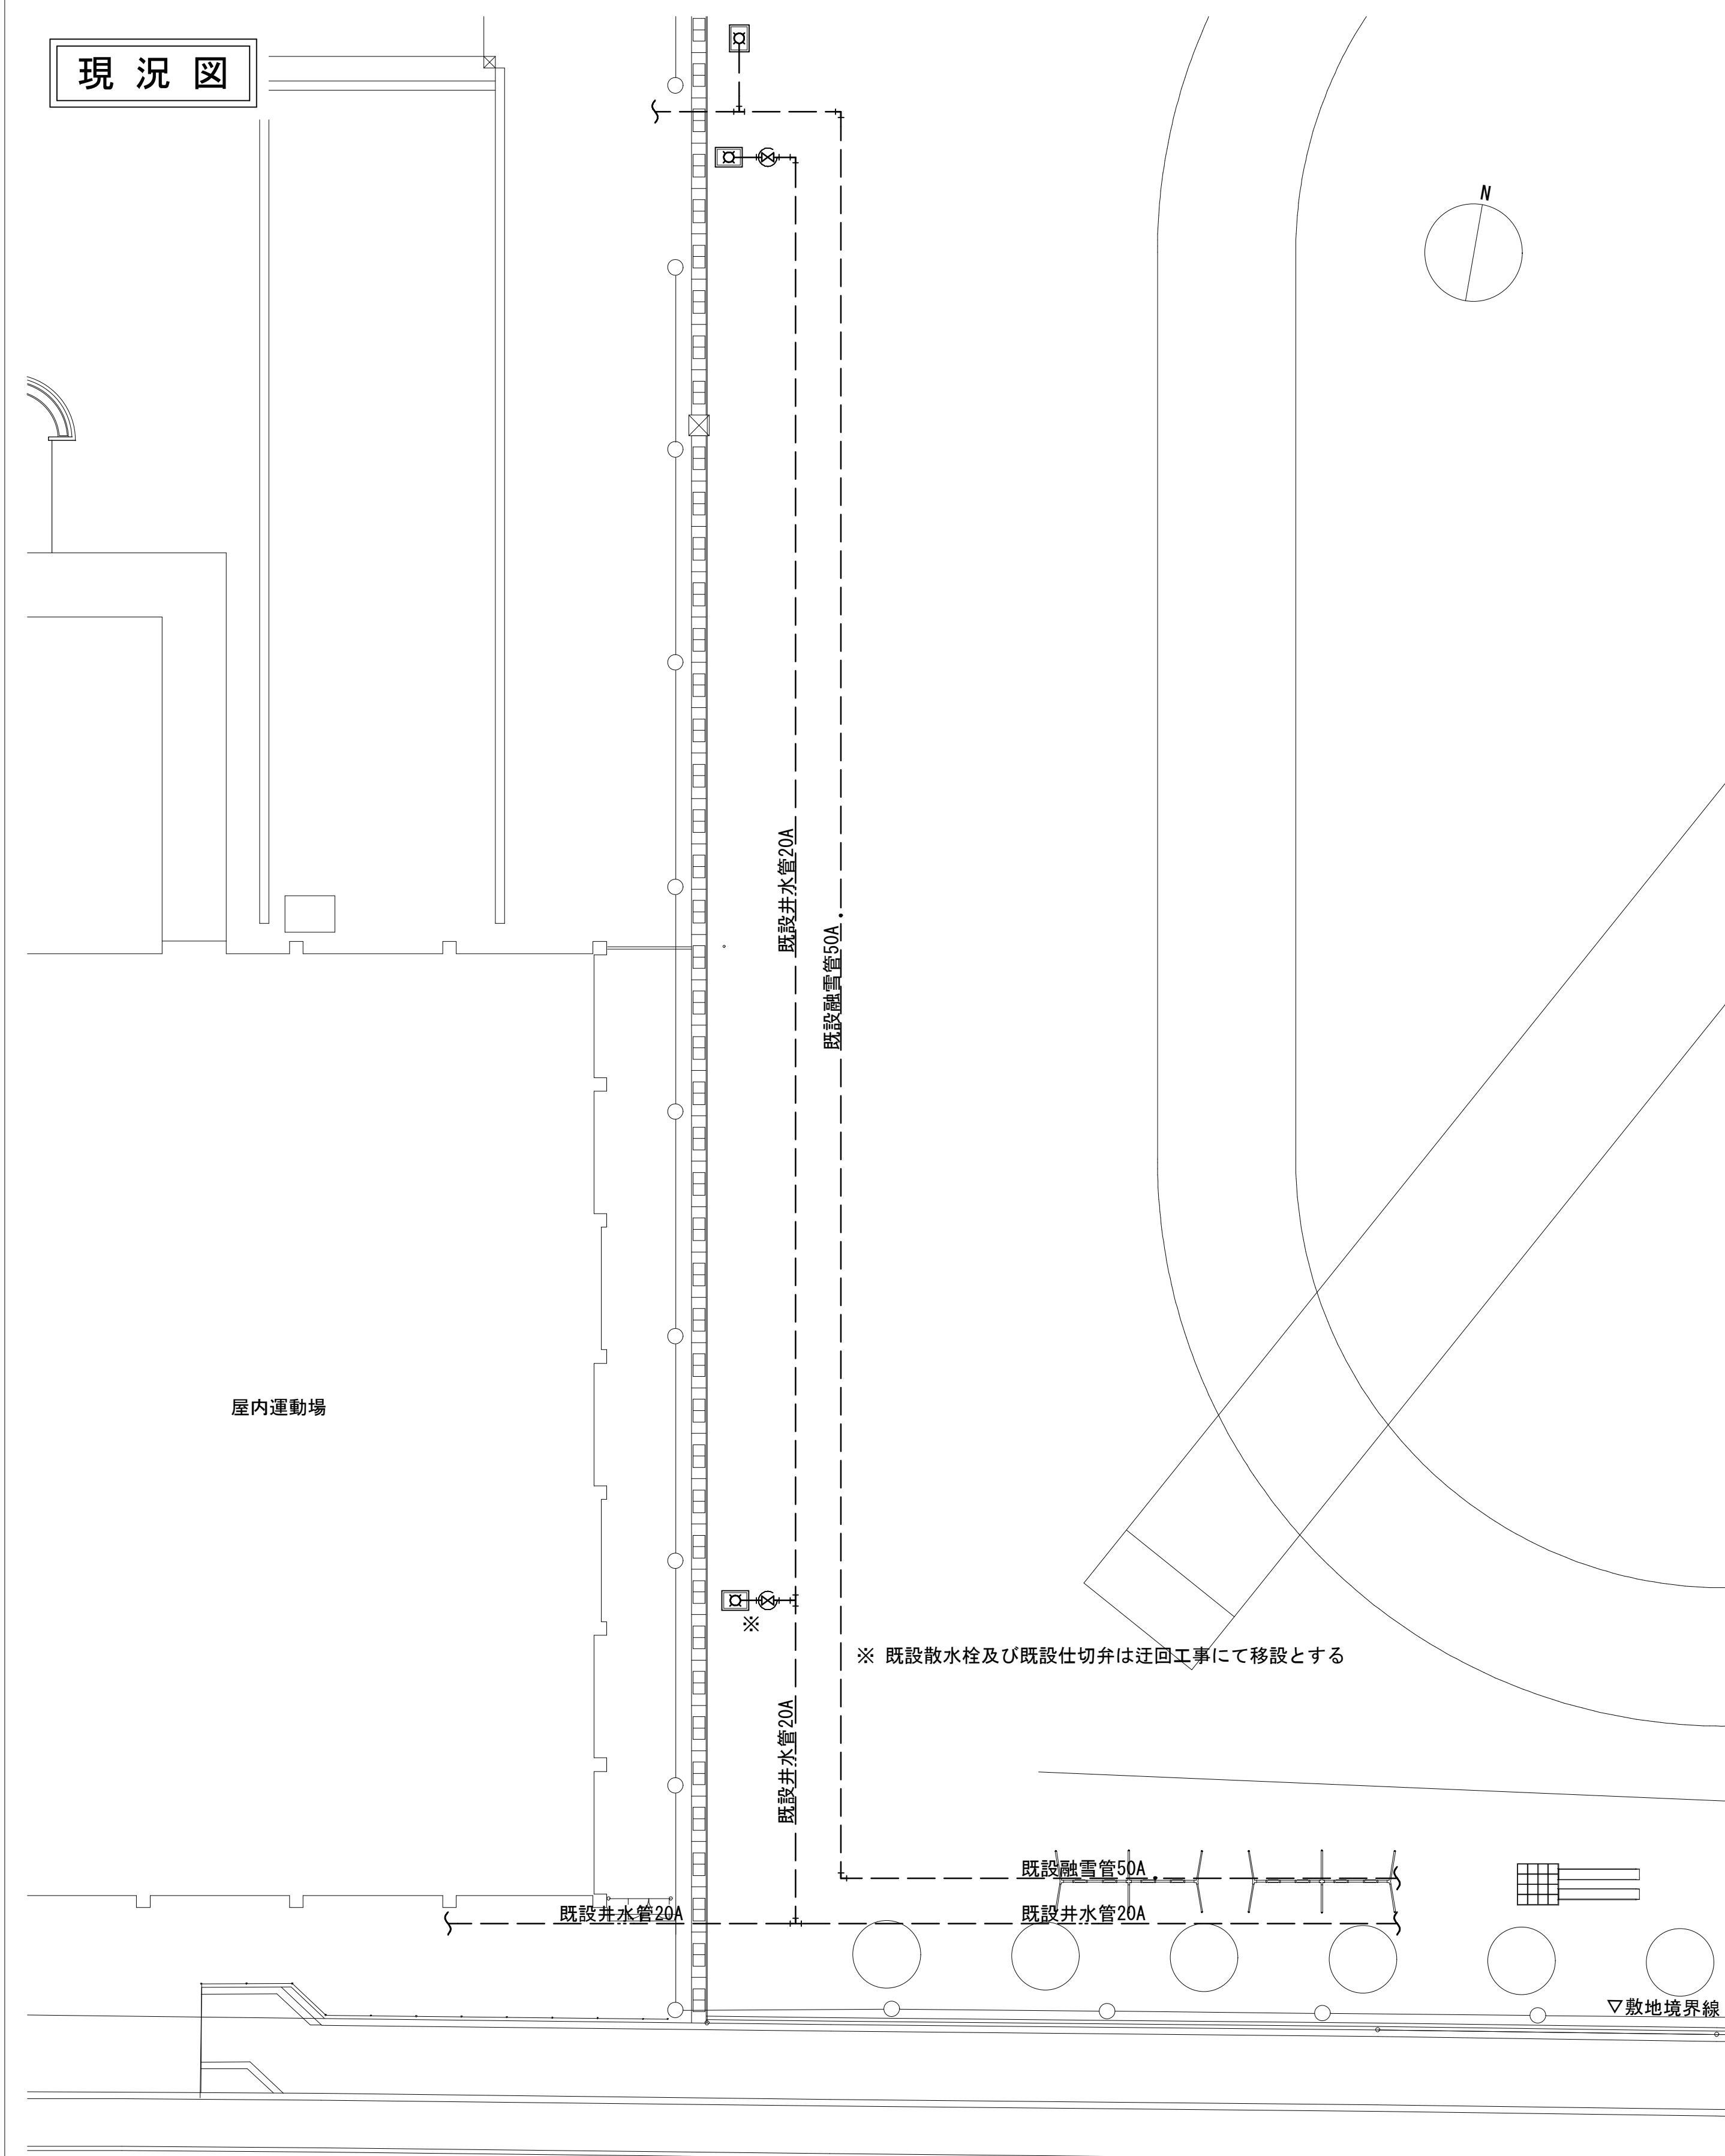 現況図
N
既設井水管20A
既設融雪管50A
屋内運動場
※
※ 既設散水栓及び既設仕切弁は迂回工事にて移設とする
既設井水管20A
既設融雪管50A
既設井水管20A
既設井水管20A
▽敷地境界線